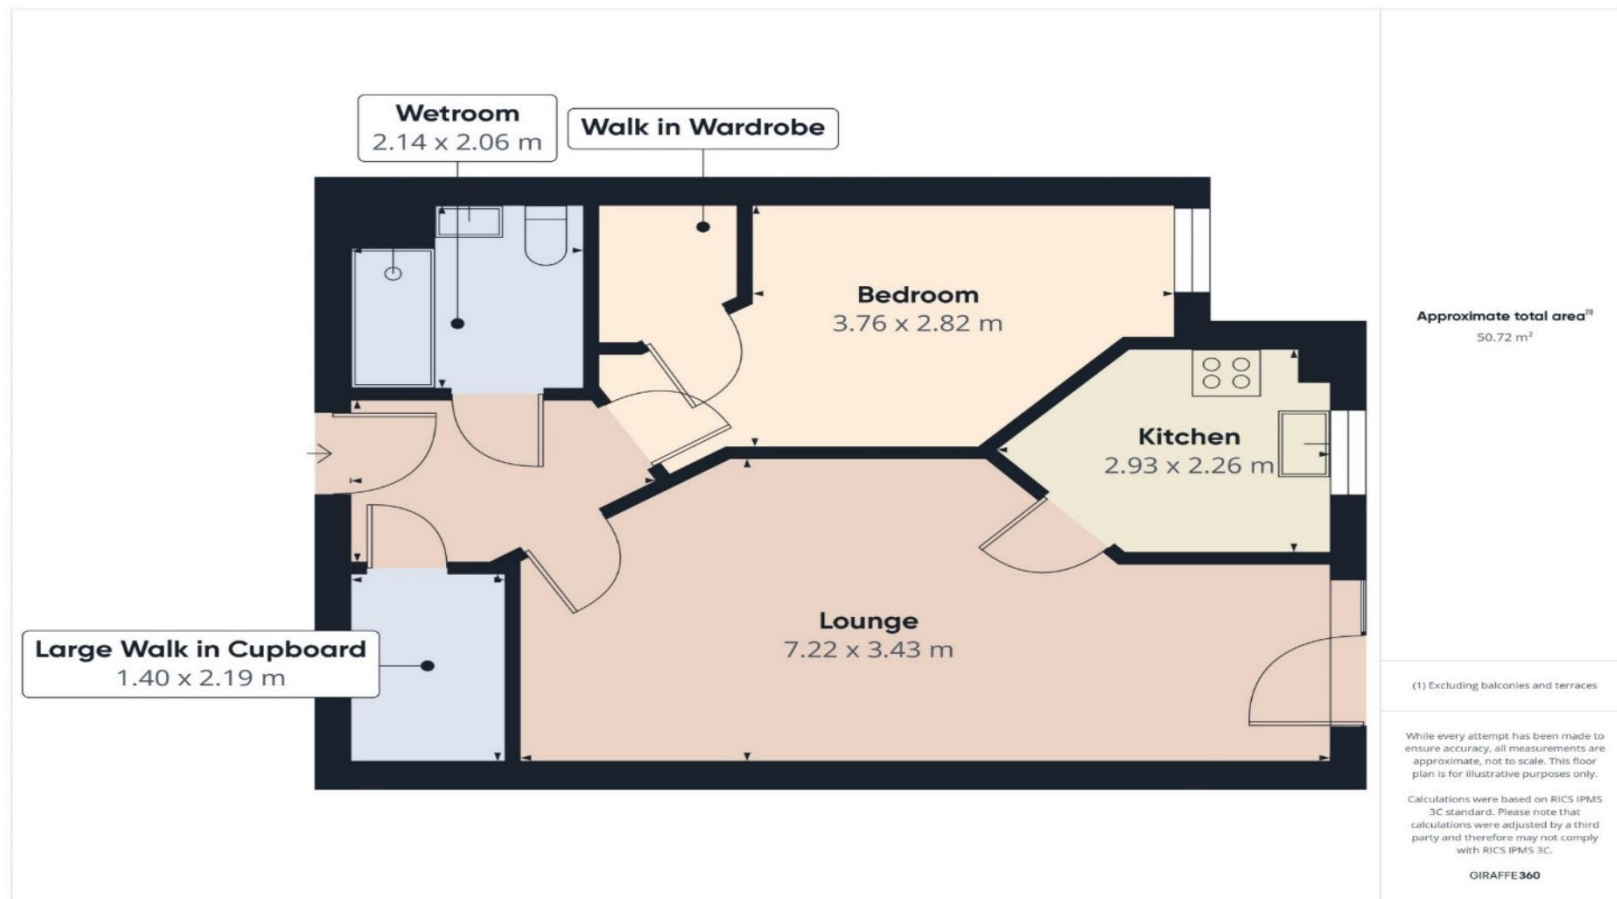 Wetroom
2.14 x 2.06 m
Walk in Wardrobe
Bedroom
3.76 x 2.82 m
Kitchen
2.93 x 2.26 m
Lounge
7.22 x 3.43 m
Large Walk in Cupboard
1.40 x 2.19 m
Approximate total area⁽¹⁾
50.72 m²
(1) Excluding balconies and terraces
While every attempt has been made to
ensure accuracy, all measurements are
approximate, not to scale. This floor
plan is for illustrative purposes only.
Calculations were based on RICS IPMS
3C standard. Please note that
calculations were adjusted by a third
party and therefore may not comply
with RICS IPMS 3C.
GIRAFFE360